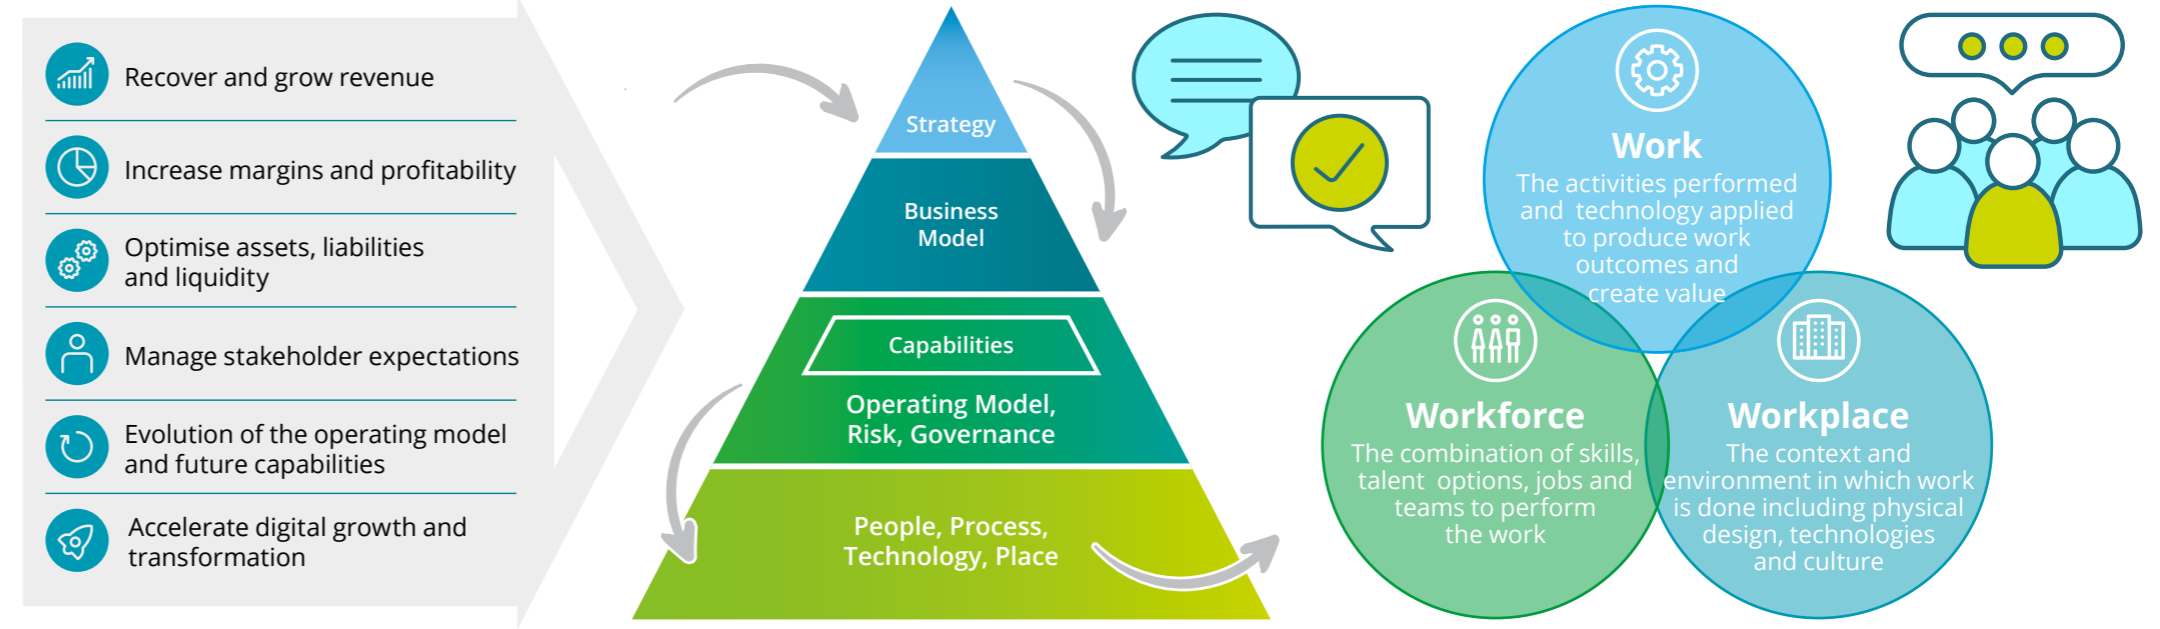 Recover and grow revenue
Increase margins and profitability
Optimise assets, liabilities
and liquidity
Manage stakeholder expectations
Evolution of the operating model
and future capabilities
Accelerate digital growth and
transformation
Strategy
Business
Model
Capabilities
Operating Model,
Risk, Governance
People, Process,
Technology, Place
Work
The activities performed
and technology applied
to produce work
outcomes and
create value
Workforce
The combination of skills,
talent options, jobs and
teams to perform
the work
Workplace
The context and
environment in which work
is done including physical
design, technologies
and culture